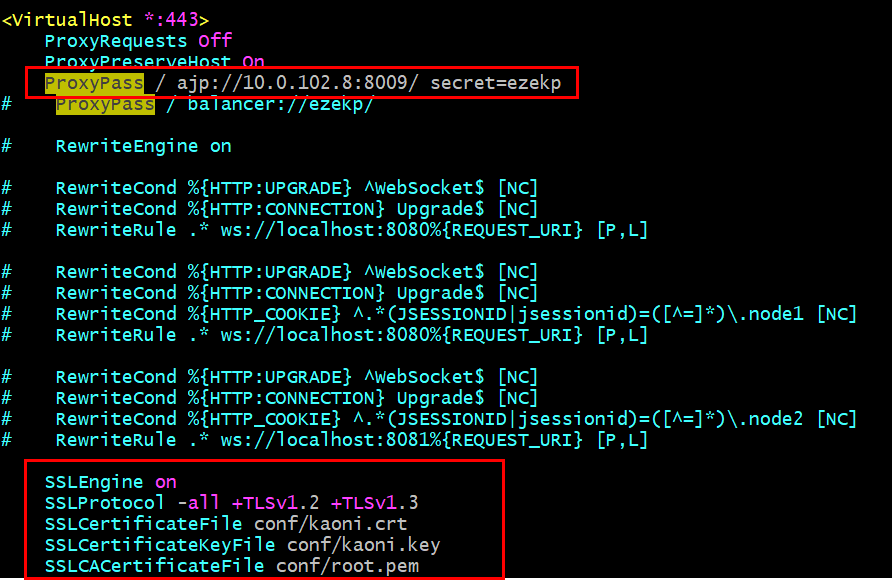 <VirtualHost *:443>
    ProxyRequests Off
    ProxyPreserveHost On
    ProxyPass / ajp://10.0.102.8:8009/ secret=ezekp
#    ProxyPass / balancer://ezekp/

#    RewriteEngine on

#    RewriteCond %{HTTP:UPGRADE} ^WebSocket$ [NC]
#    RewriteCond %{HTTP:CONNECTION} Upgrade$ [NC]
#    RewriteRule .* ws://localhost:8080%{REQUEST_URI} [P,L]

#    RewriteCond %{HTTP:UPGRADE} ^WebSocket$ [NC]
#    RewriteCond %{HTTP:CONNECTION} Upgrade$ [NC]
#    RewriteCond %{HTTP_COOKIE} ^.*(JSESSIONID|jsessionid)=([^=]*)\.node1 [NC]
#    RewriteRule .* ws://localhost:8080%{REQUEST_URI} [P,L]

#    RewriteCond %{HTTP:UPGRADE} ^WebSocket$ [NC]
#    RewriteCond %{HTTP:CONNECTION} Upgrade$ [NC]
#    RewriteCond %{HTTP_COOKIE} ^.*(JSESSIONID|jsessionid)=([^=]*)\.node2 [NC]
#    RewriteRule .* ws://localhost:8081%{REQUEST_URI} [P,L]

    SSLEngine on
    SSLProtocol -all +TLSv1.2 +TLSv1.3
    SSLCertificateFile conf/kaoni.crt
    SSLCertificateKeyFile conf/kaoni.key
    SSLCACertificateFile conf/root.pem